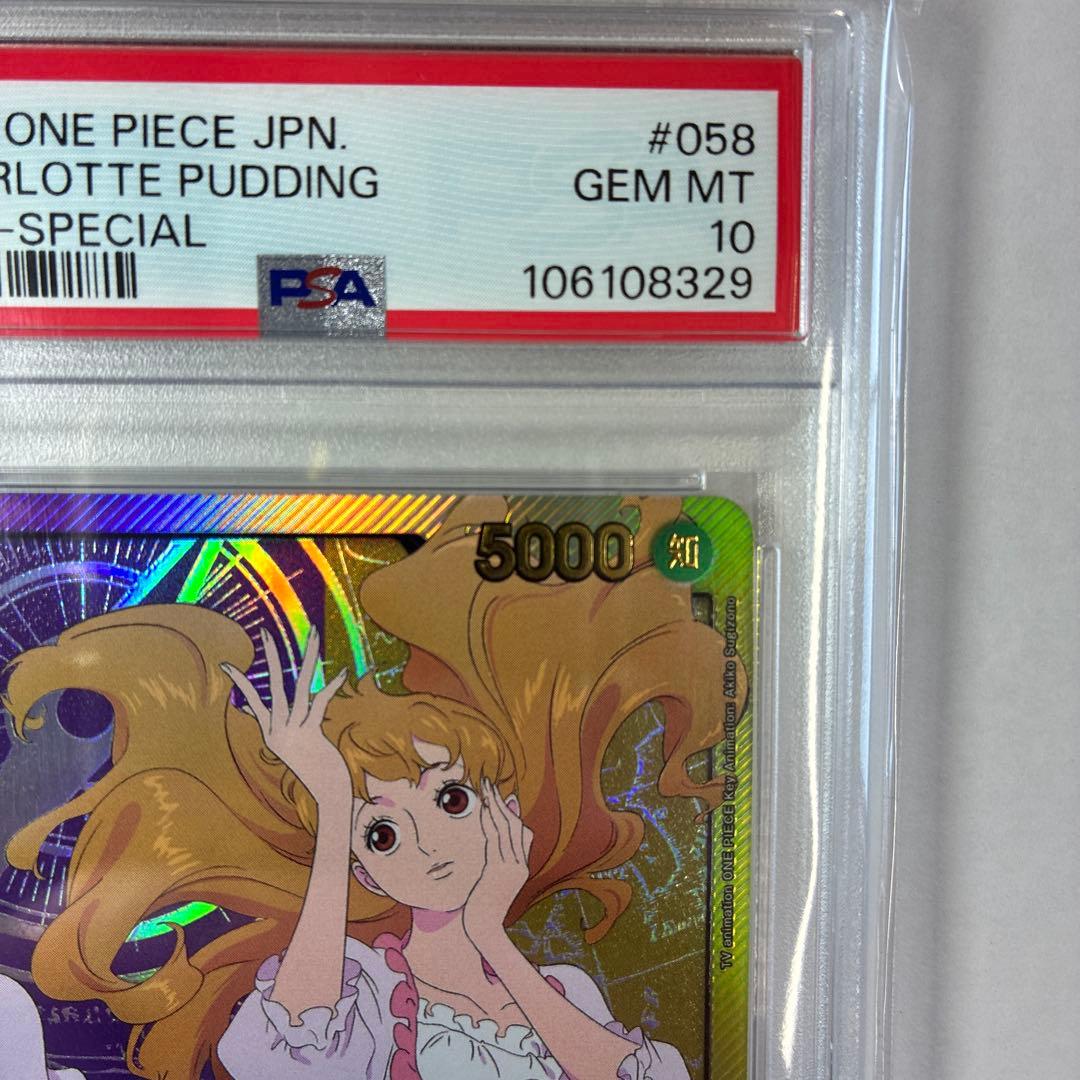 ONE PIECE JPN. #058
RLOTTE PUDDING GEM MT
-SPECIAL 10
PSA 106108329
5000 知
TV animation ONE PIECE Key Animation: Akiko Sugizono